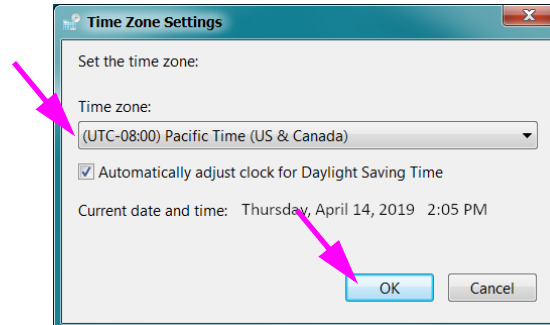 Time Zone Settings
Set the time zone:
Time zone:
(UTC-08:00) Pacific Time (US & Canada)
Automatically adjust clock for Daylight Saving Time
Current date and time: Thursday, April 14, 2019 2:05 PM
OK Cancel